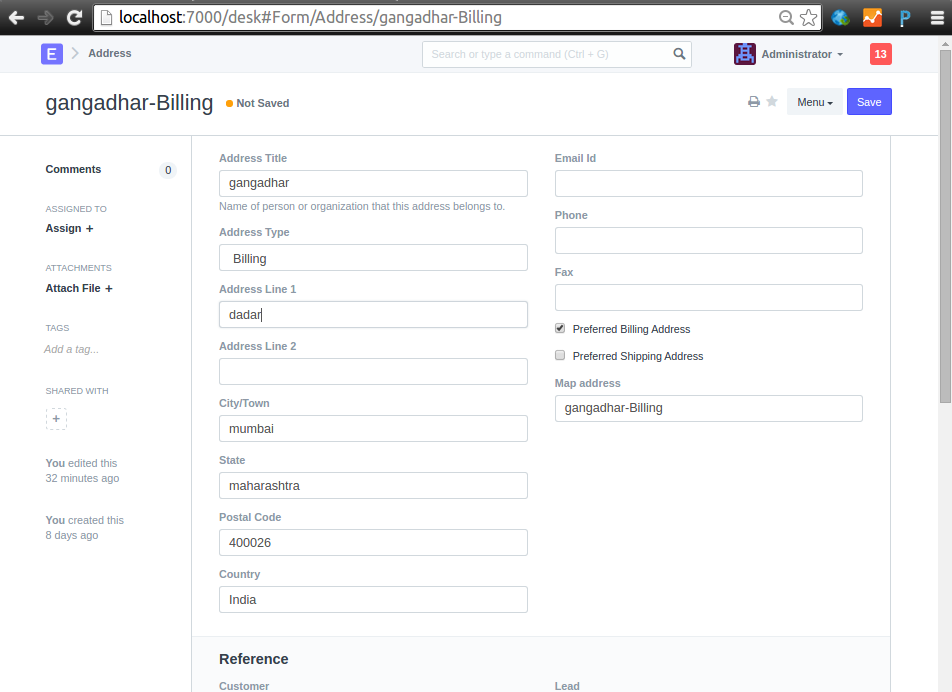 localhost:7000/desk#Form/Address/gangadhar-Billing
P
E Address
Search or type a command (Ctrl + G)
Administrator
13
gangadhar-Billing
Not Saved
Menu
Save
Comments
0
ASSIGNED TO
Assign +
ATTACHMENTS
Attach File +
TAGS
Add a tag...
SHARED WITH
+
You edited this
32 minutes ago
You created this
8 days ago
Address Title
gangadhar
Name of person or organization that this address belongs to.
Address Type
Billing
Address Line 1
dadar
Address Line 2
City/Town
mumbai
State
maharashtra
Postal Code
400026
Country
India
Email Id
Phone
Fax
Preferred Billing Address
Preferred Shipping Address
Map address
gangadhar-Billing
Reference
Customer
Lead